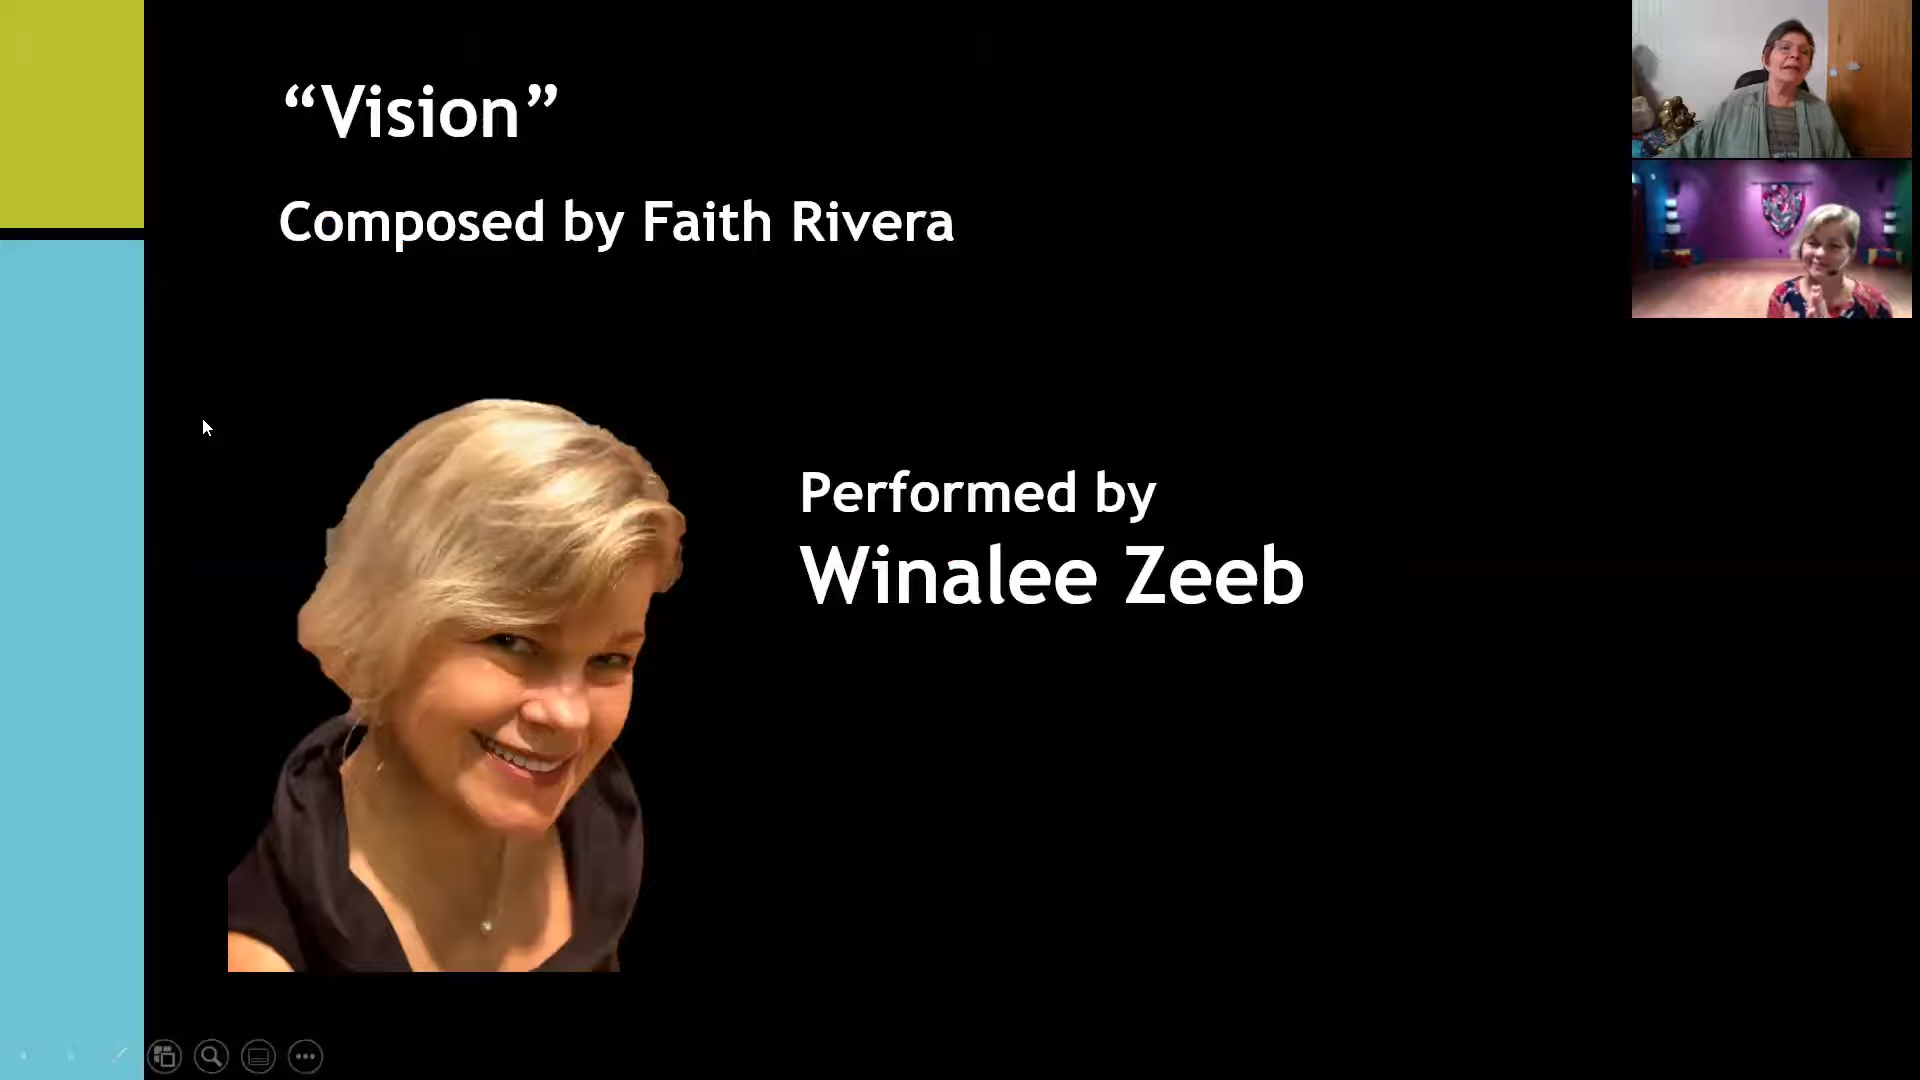 “Vision”
Composed by Faith Rivera
Performed by
Winalee Zeeb